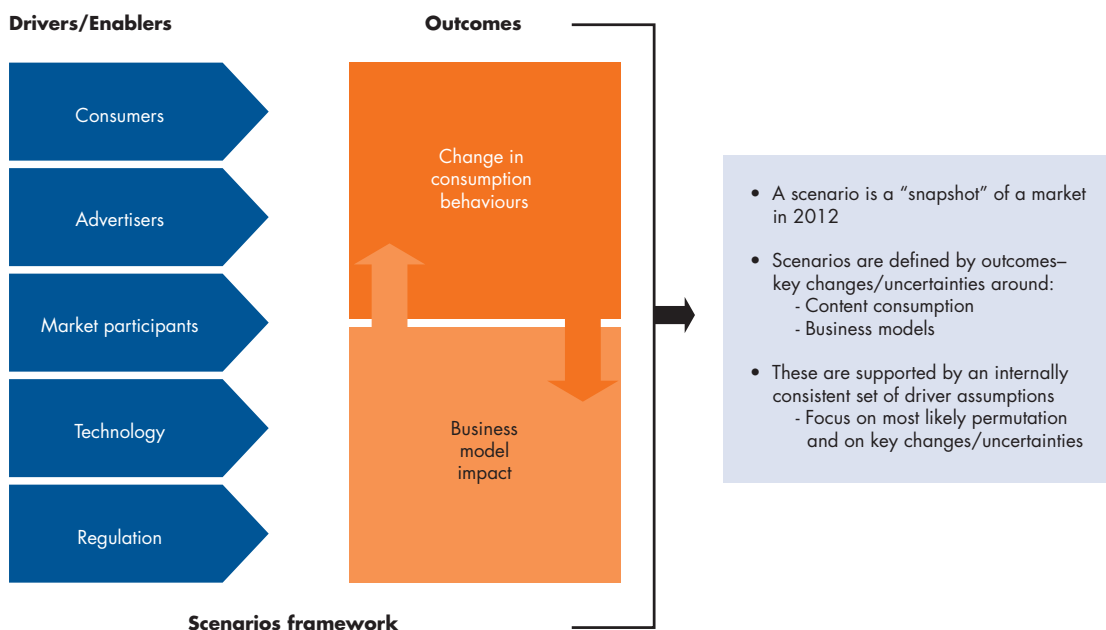 Drivers/Enablers
Outcomes
Consumers
Advertisers
Market participants
Technology
Regulation
Change in
consumption
behaviours
Business
model
impact
Scenarios framework
• A scenario is a “snapshot” of a market
in 2012
• Scenarios are defined by outcomes–
key changes/uncertainties around:
- Content consumption
- Business models
• These are supported by an internally
consistent set of driver assumptions
- Focus on most likely permutation
and on key changes/uncertainties